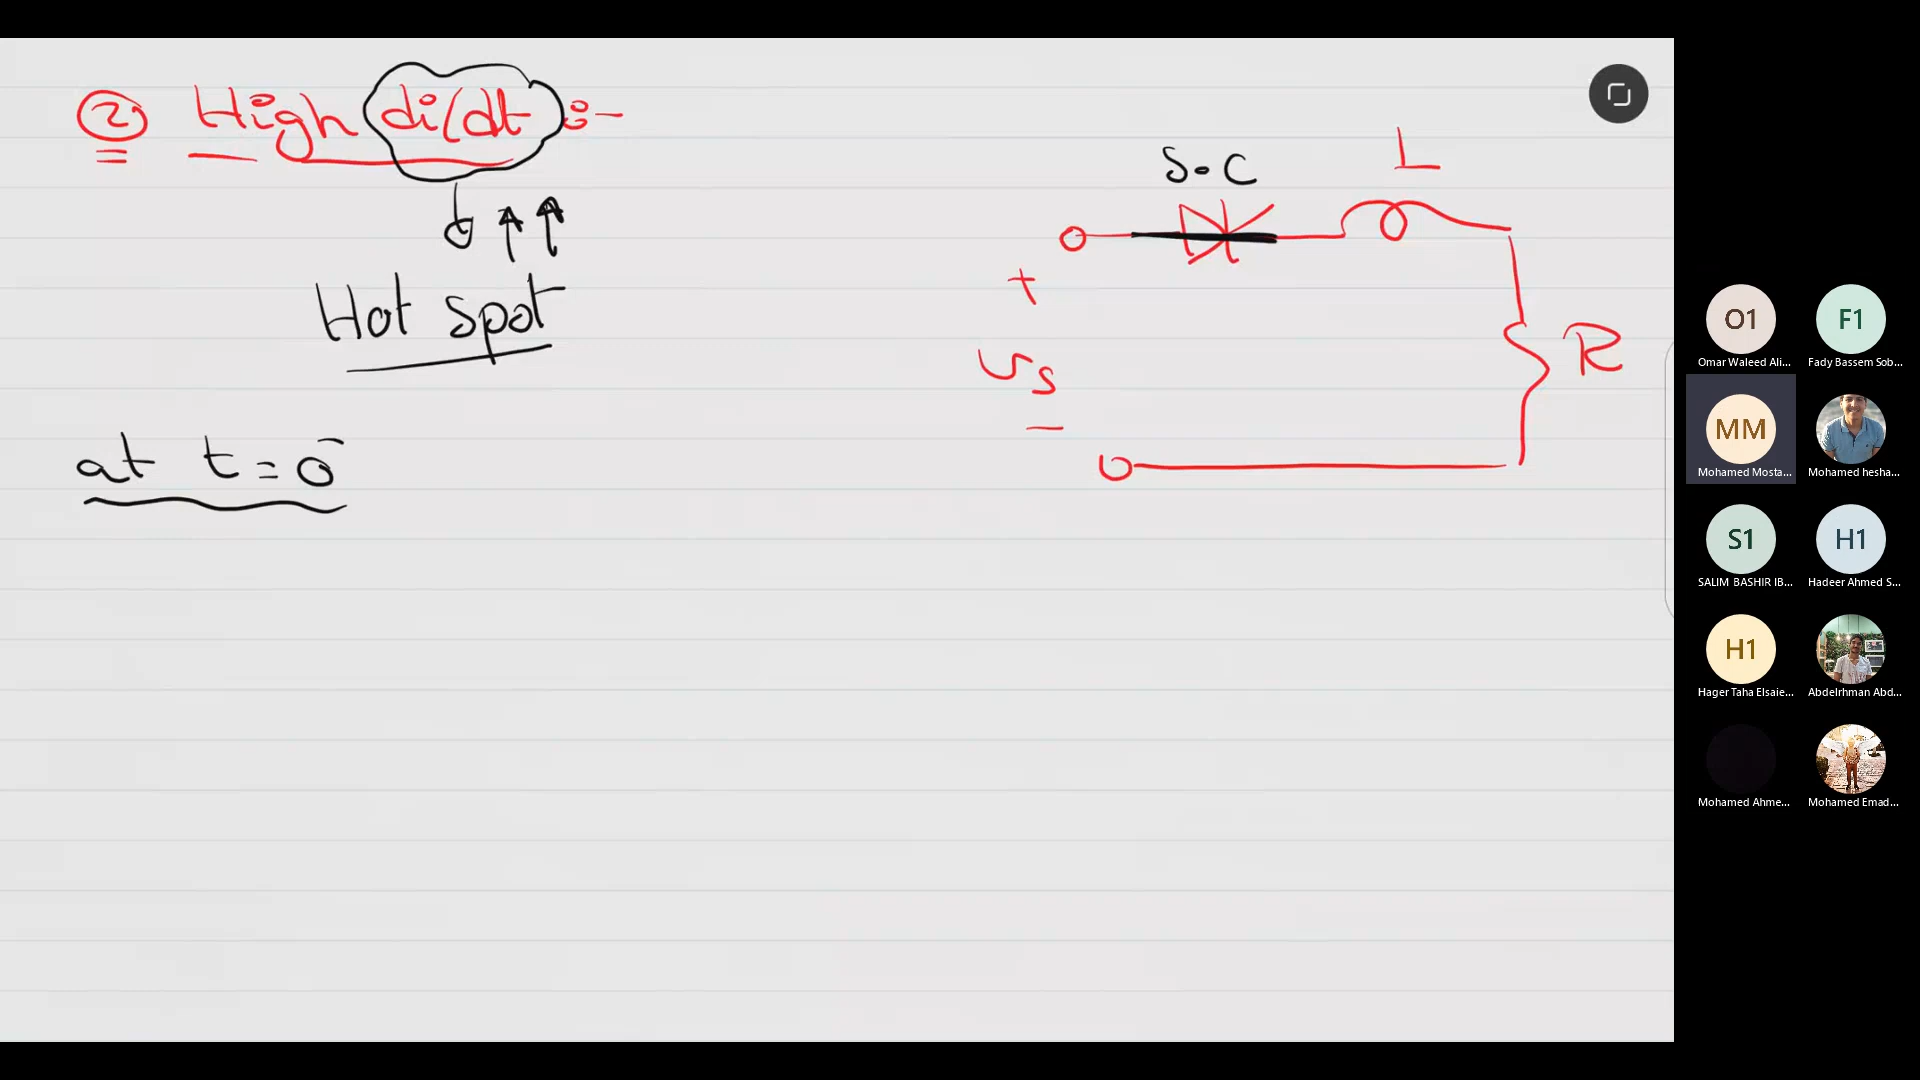 ② High di/dt :-
↑↑
Hot spot
at t = 0⁻
S.C
L
+
Vs
-
R
O1
F1
Omar Waleed Ali...
Fady Bassem Sob...
MM
Mohamed Mosta...
Mohamed hesha...
S1
H1
SALIM BASHIR IB...
Hadeer Ahmed S...
H1
Hager Taha Elsaie...
Abdelrhman Abd...
Mohamed Ahme...
Mohamed Emad...